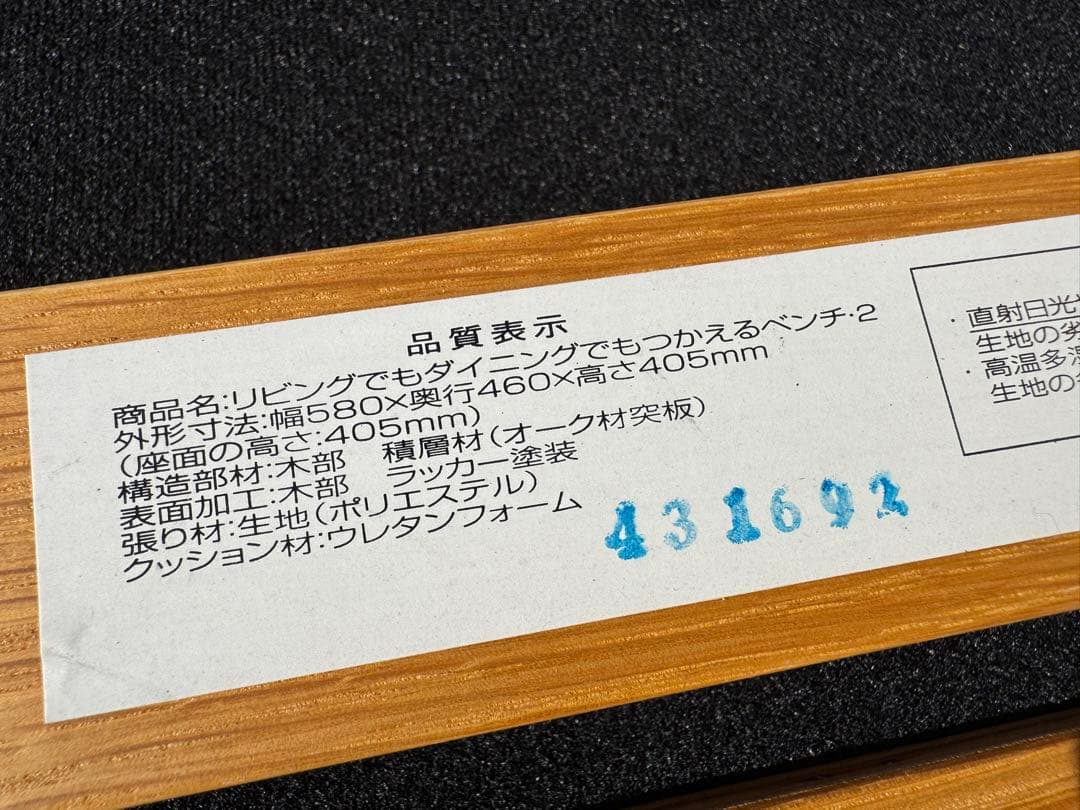 品質表示
商品名:リビングでもダイニングでもつかえるベンチ・2
外形寸法:幅580×奥行460×高さ405mm
(座面の高さ:405mm)
構造部材:木部 積層材(オーク材突板)
表面加工:木部 ラッカー塗装
張り材:生地(ポリエステル)
クッション材:ウレタンフォーム
431692
・直射日光
生地の劣
・高温多湿
生地の